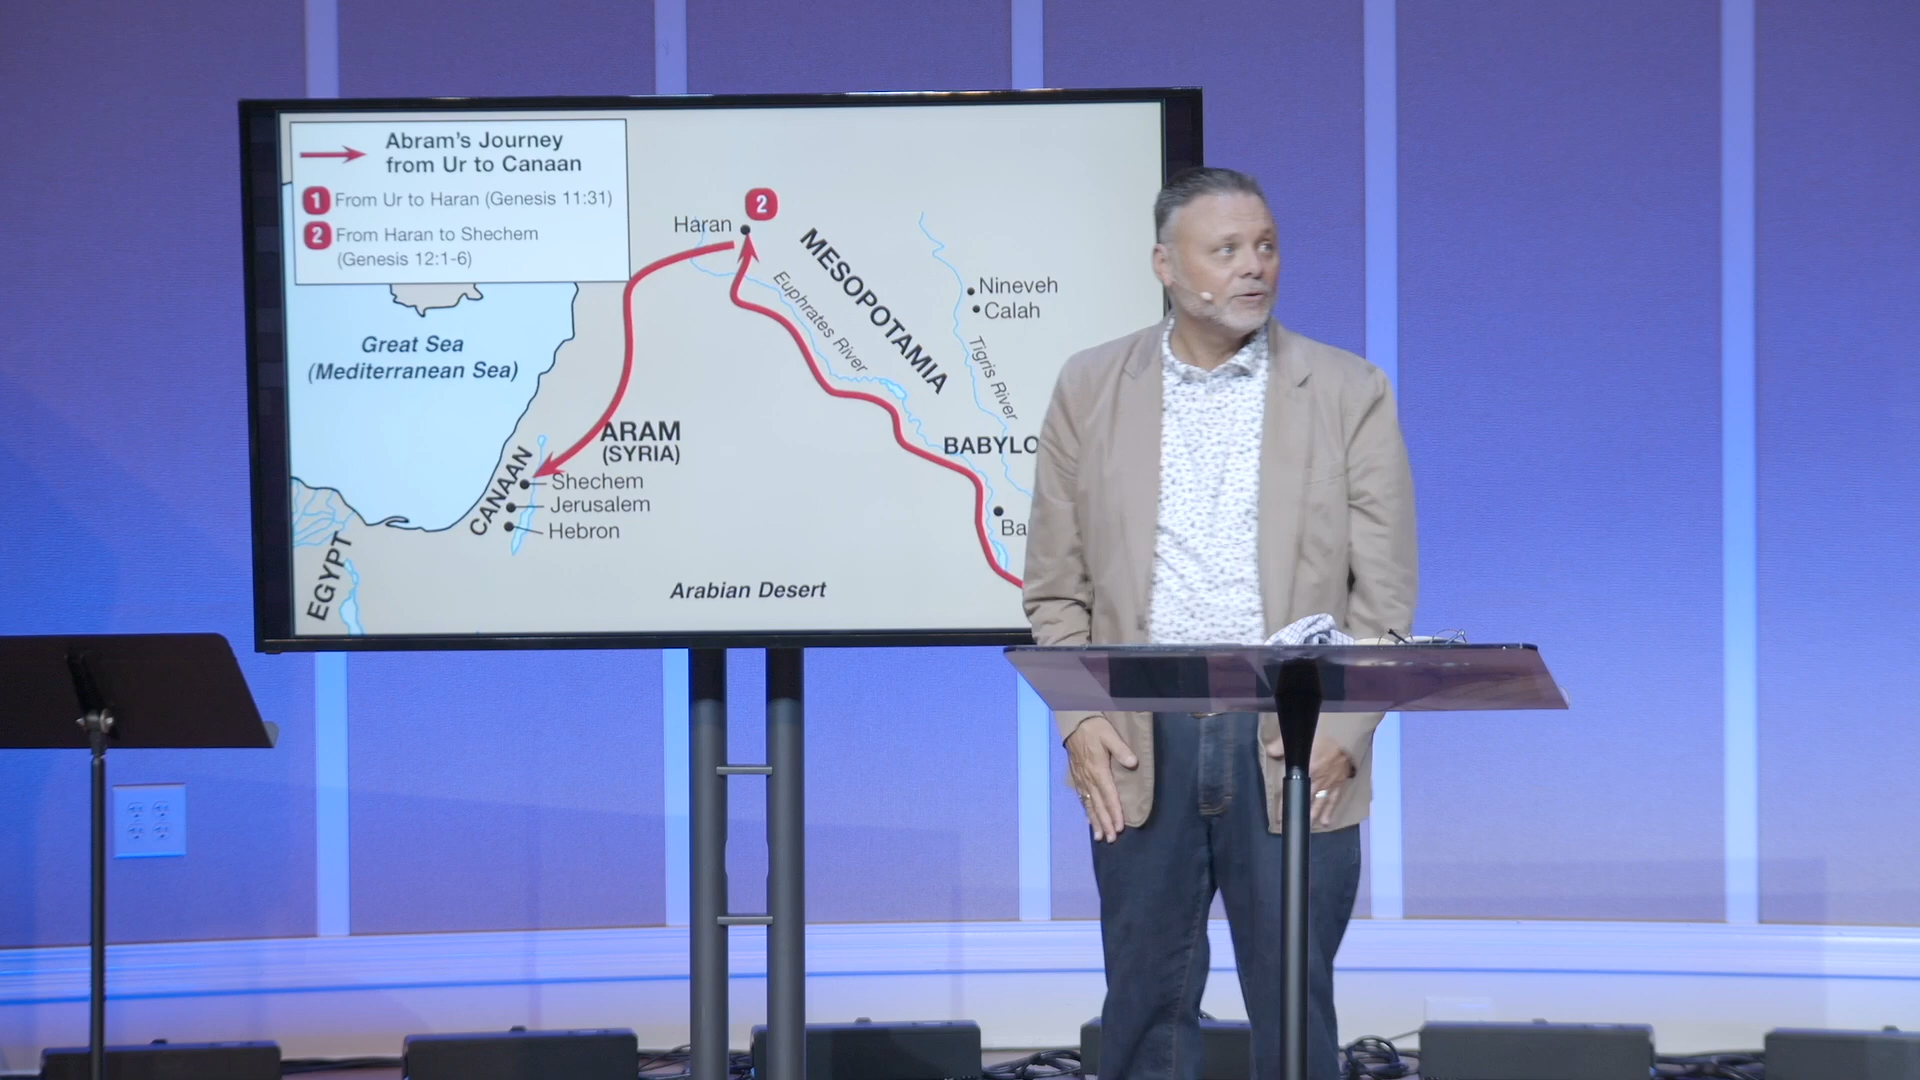 Abram's Journey
from Ur to Canaan
1 From Ur to Haran (Genesis 11:31)
2 From Haran to Shechem
(Genesis 12:1-6)
2
Haran
MESOPOTAMIA
Euphrates River
Nineveh
Calah
Tigris River
Great Sea
(Mediterranean Sea)
ARAM
(SYRIA)
BABYLO
CANAAN
Shechem
Jerusalem
Hebron
Ba
EGYPT
Arabian Desert